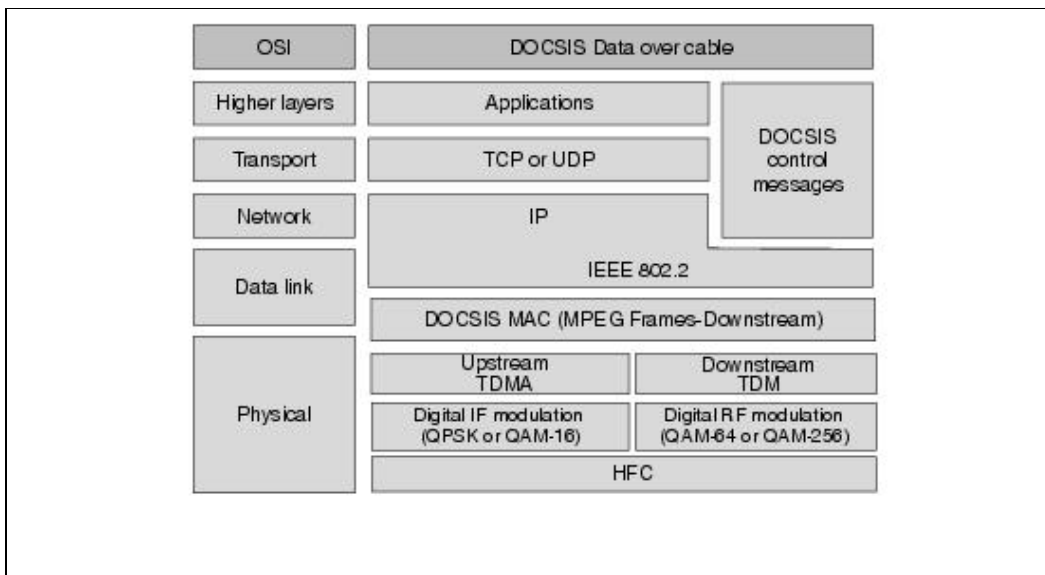 OSI
DOCSIS Data over cable
Higher layers
Applications
DOCSIS
control
messages
Transport
TCP or UDP
Network
IP
Data link
IEEE 802.2
DOCSIS MAC (MPEG Frames-Downstream)
Physical
Upstream
TDMA
Downstream
TDM
Digital IF modulation
(QPSK or QAM-16)
Digital RF modulation
(QAM-64 or QAM-256)
HFC